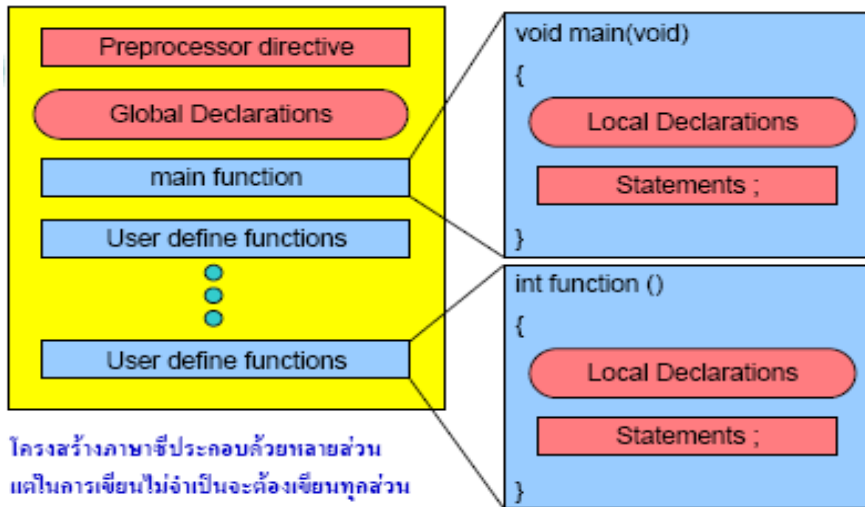 Preprocessor directive
Global Declarations
main function
User define functions
User define functions
โครงสร้างภาษาซีประกอบด้วยหลายส่วน
แต่ในการเขียนไม่จำเป็นจะต้องเขียนทุกส่วน
void main(void)
{
Local Declarations
Statements ;
}
int function ()
{
Local Declarations
Statements ;
}